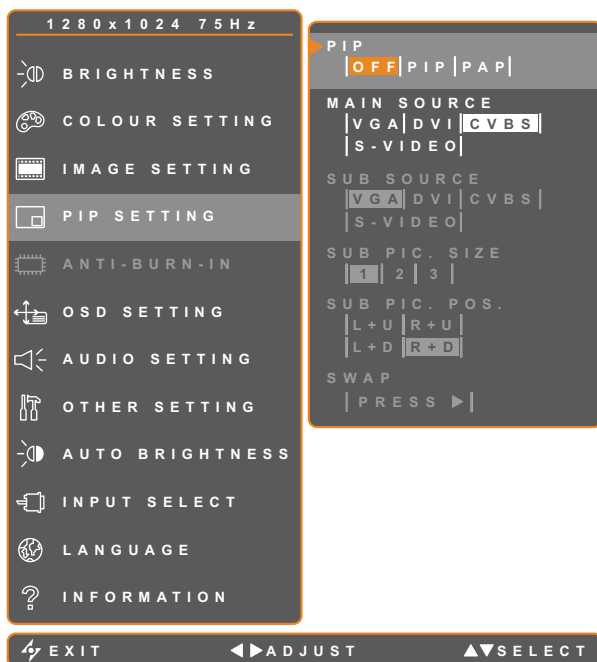 1280x1024 75Hz
BRIGHTNESS
COLOUR SETTING
IMAGE SETTING
PIP SETTING
ANTI-BURN-IN
OSD SETTING
AUDIO SETTING
OTHER SETTING
AUTO BRIGHTNESS
INPUT SELECT
LANGUAGE
INFORMATION
PIP
OFF PIP PAP
MAIN SOURCE
VGA DVI CVBS
S-VIDEO
SUB SOURCE
VGA DVI CVBS
S-VIDEO
SUB PIC. SIZE
1 2 3
SUB PIC. POS.
L+U R+U
L+D R+D
SWAP
PRESS ▶
EXIT ◀▶ADJUST ▲▼SELECT